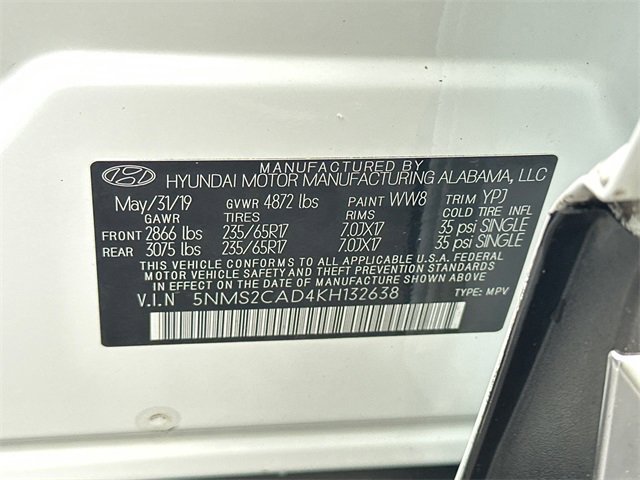 MANUFACTURED BY
HYUNDAI MOTOR MANUFACTURING ALABAMA, LLC
May/31/19 GVWR 4872 lbs PAINT WW8 TRIM YPJ
GAWR TIRES RIMS COLD TIRE INF.
FRONT 2866 lbs 235/65R17 7.0JX17 35 psi SINGLE
REAR 3075 lbs 235/65R17 7.0JX17 35 psi SINGLE
THIS VEHICLE CONFORMS TO ALL APPLICABLE U.S.
FEDERAL MOTOR VEHICLE SAFETY, BUMPER, AND THEFT PREVENTION
STANDARDS IN EFFECT ON THE DATE OF MANUFACTURE SHOWN ABOVE.
V.I.N 5NMS2CAD4KH132638 TYPE: MPV